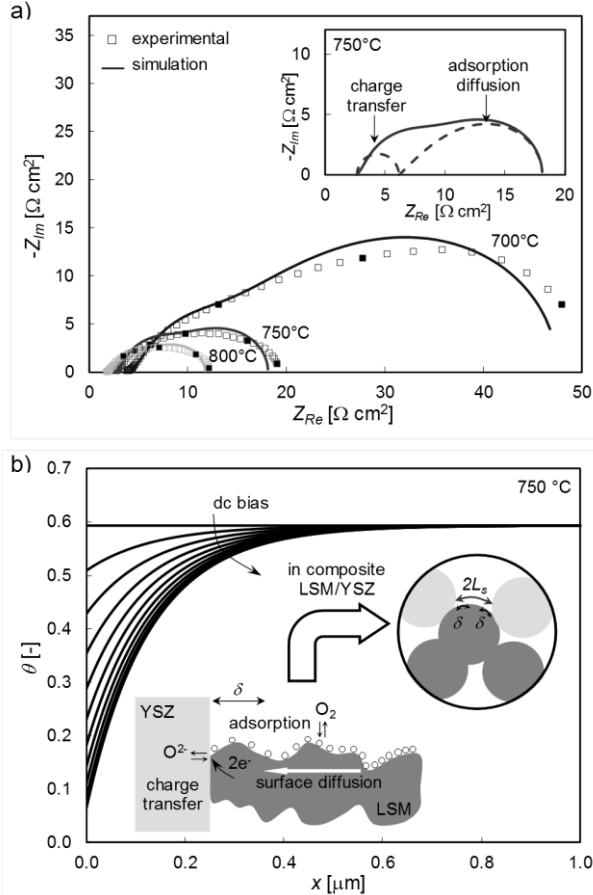 a)
□ experimental
— simulation
35
30
25
20
15
10
5
0
-Z_Im [Ω cm²]
0 10 20 30 40 50
Z_Re [Ω cm²]
700°C
750°C
800°C
750°C
charge
transfer
adsorption
diffusion
10
5
0
-Z_Im [Ω cm²]
0 5 10 15 20
Z_Re [Ω cm²]
b)
0.7
0.6
0.5
0.4
0.3
0.2
0.1
0.0
θ [-]
750 °C
dc bias
in composite
LSM/YSZ
2L_s
δ δ
YSZ
δ
adsorption
O₂
O²⁻
2e⁻
surface diffusion
charge
transfer
LSM
0.0 0.2 0.4 0.6 0.8 1.0
x [μm]